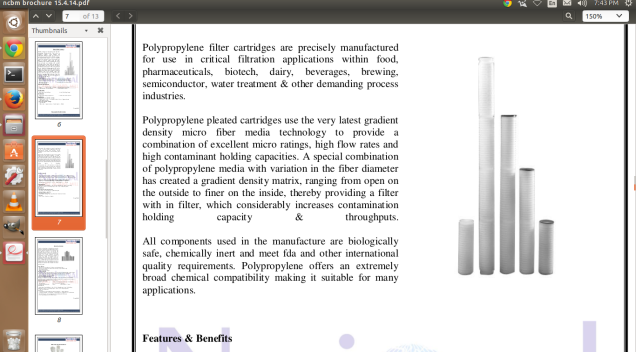 ncbm brochure 15.4.14.pdf
En
7:43 PM
7
of 13
150%
Thumbnails
6
7
8
Polypropylene filter cartridges are precisely manufactured
for use in critical filtration applications within food,
pharmaceuticals, biotech, dairy, beverages, brewing,
semiconductor, water treatment & other demanding process
industries.
Polypropylene pleated cartridges use the very latest gradient
density micro fiber media technology to provide a
combination of excellent micro ratings, high flow rates and
high contaminant holding capacities. A special combination
of polypropylene media with variation in the fiber diameter
has created a gradient density matrix, ranging from open on
the outside to finer on the inside, thereby providing a filter
with in filter, which considerably increases contamination
holding capacity & throughputs.
All components used in the manufacture are biologically
safe, chemically inert and meet fda and other international
quality requirements. Polypropylene offers an extremely
broad chemical compatibility making it suitable for many
applications.
Features & Benefits